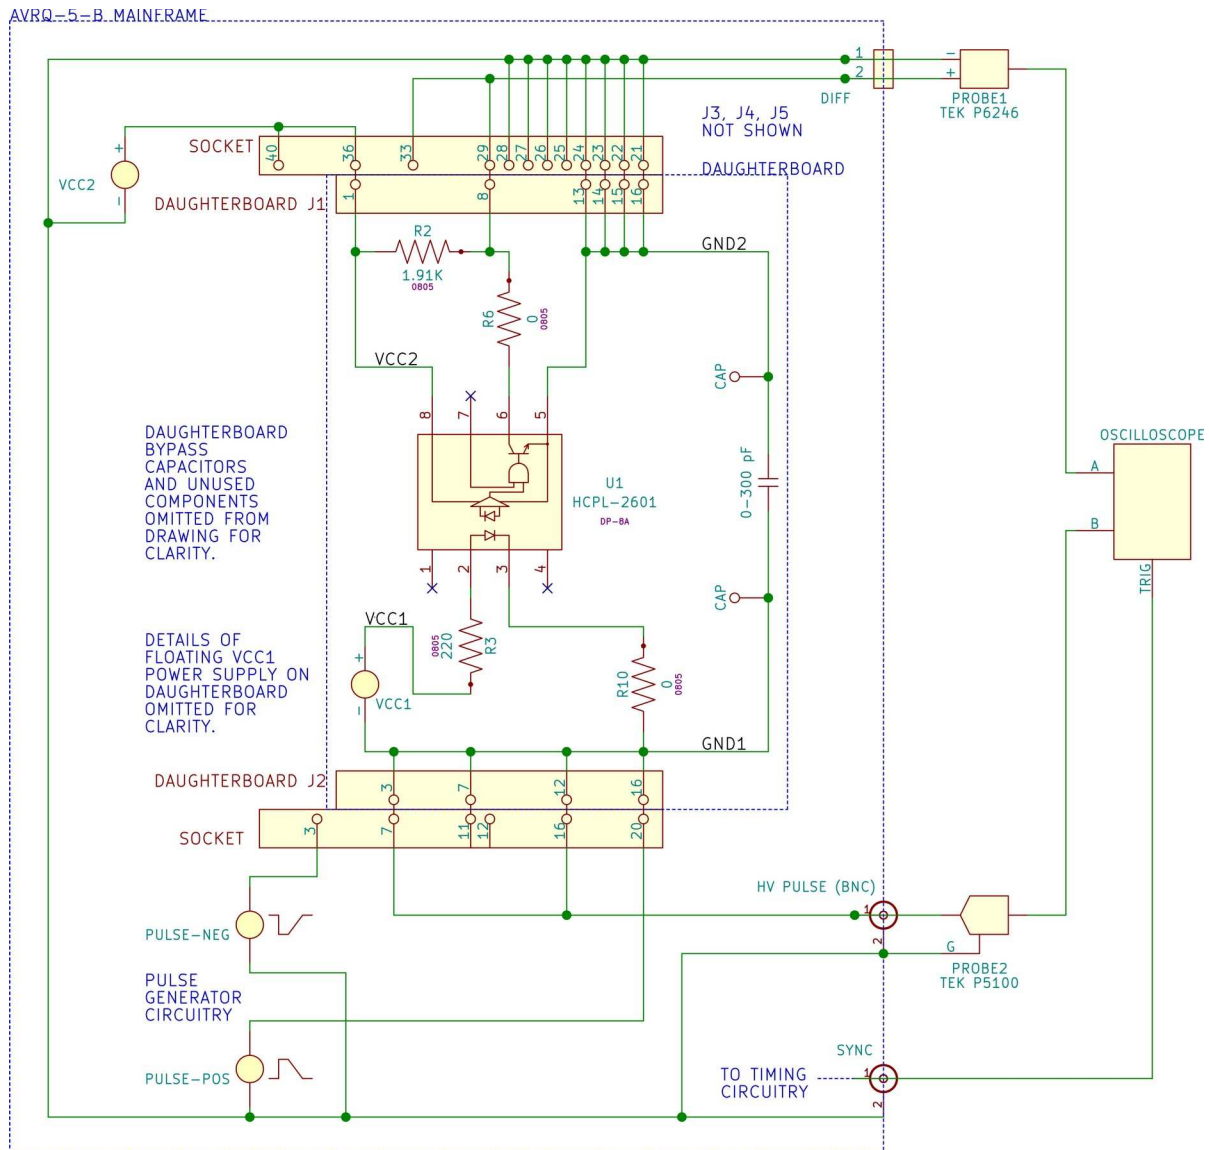 AVRQ-5-B MAINFRAME
1
2
DIFF
-
+
PROBE1
TEK P6246
J3, J4, J5
NOT SHOWN
SOCKET
40
36
33
29
28
27
26
25
24
23
22
21
DAUGHTERBOARD
+
VCC2
-
DAUGHTERBOARD J1
1
8
13
14
15
16
R2
1.91K
0805
GND2
R6
0
0805
VCC2
CAP
8
7
6
5
DAUGHTERBOARD
BYPASS
CAPACITORS
AND UNUSED
COMPONENTS
OMITTED FROM
DRAWING FOR
CLARITY.
U1
HCPL-2601
DP-8A
0-300 pF
OSCILLOSCOPE
A
B
TRIG
1
2
3
4
CAP
VCC1
DETAILS OF
FLOATING VCC1
POWER SUPPLY ON
DAUGHTERBOARD
OMITTED FOR
CLARITY.
+
VCC1
-
0805
220
R3
R10
0
0805
GND1
DAUGHTERBOARD J2
3
7
12
16
SOCKET
3
7
11
12
16
20
HV PULSE (BNC)
1
2
G
PROBE2
TEK P5100
PULSE-NEG
PULSE
GENERATOR
CIRCUITRY
PULSE-POS
SYNC
TO TIMING
CIRCUITRY
1
2